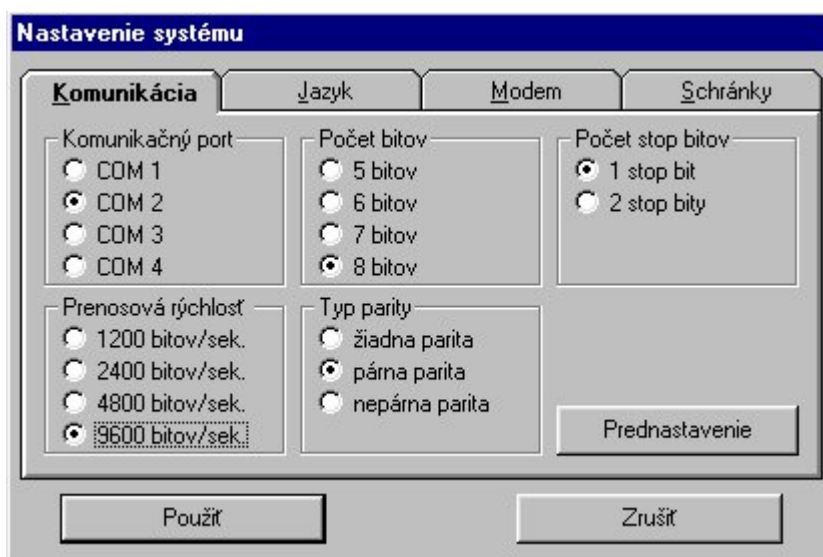 Nastavenie systému
Komunikácia Jazyk Modem Schránky
Komunikačný port
COM 1
COM 2
COM 3
COM 4
Počet bitov
5 bitov
6 bitov
7 bitov
8 bitov
Počet stop bitov
1 stop bit
2 stop bity
Prenosová rýchlosť
1200 bitov/sek.
2400 bitov/sek.
4800 bitov/sek.
9600 bitov/sek.
Typ parity
žiadna parita
párna parita
nepárna parita
Prednastavenie
Použiť Zrušiť